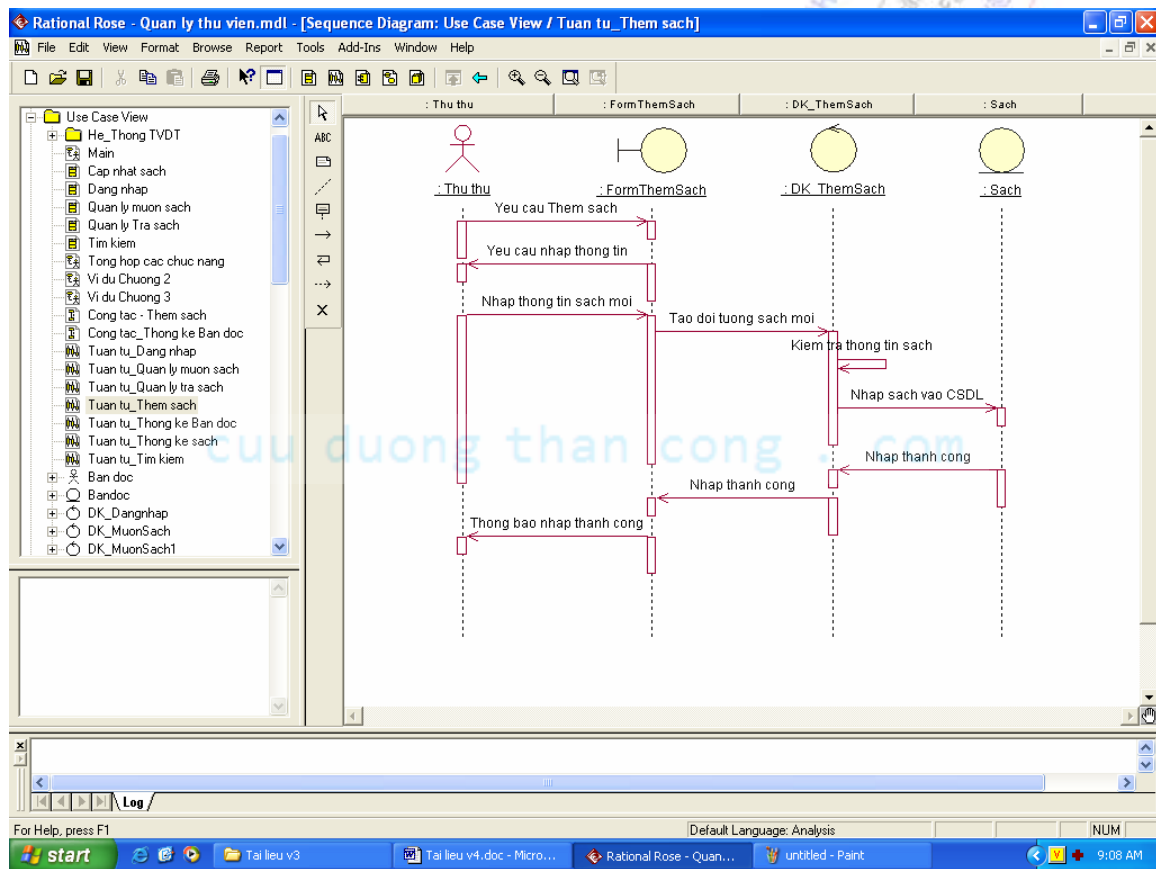 Rational Rose - Quan ly thu vien.mdl - [Sequence Diagram: Use Case View / Tuan tu_Them sach]
File Edit View Format Browse Report Tools Add-Ins Window Help
Use Case View
He_Thong TVDT
Main
Cap nhat sach
Dang nhap
Quan ly muon sach
Quan ly Tra sach
Tim kiem
Tong hop cac chuc nang
Vi du Chuong 2
Vi du Chuong 3
Cong tac - Them sach
Cong tac_Thong ke Ban doc
Tuan tu_Dang nhap
Tuan tu_Quan ly muon sach
Tuan tu_Quan ly tra sach
Tuan tu_Them sach
Tuan tu_Thong ke Ban doc
Tuan tu_Thong ke sach
Tuan tu_Tim kiem
Ban doc
Bandoc
DK_Dangnhap
DK_MuonSach
DK_MuonSach1
ABC
: Thu thu : FormThemSach : DK_ThemSach : Sach
: Thu thu : FormThemSach : DK_ThemSach : Sach
Yeu cau Them sach
Yeu cau nhap thong tin
Nhap thong tin sach moi
Tao doi tuong sach moi
Kiem tra thong tin sach
Nhap sach vao CSDL
Nhap thanh cong
Nhap thanh cong
Thong bao nhap thanh cong
cuu duong than cong . com
Log
For Help, press F1 Default Language: Analysis NUM
start Tai lieu v3 Tai lieu v4.doc - Micro... Rational Rose - Quan... untitled - Paint V 9:08 AM